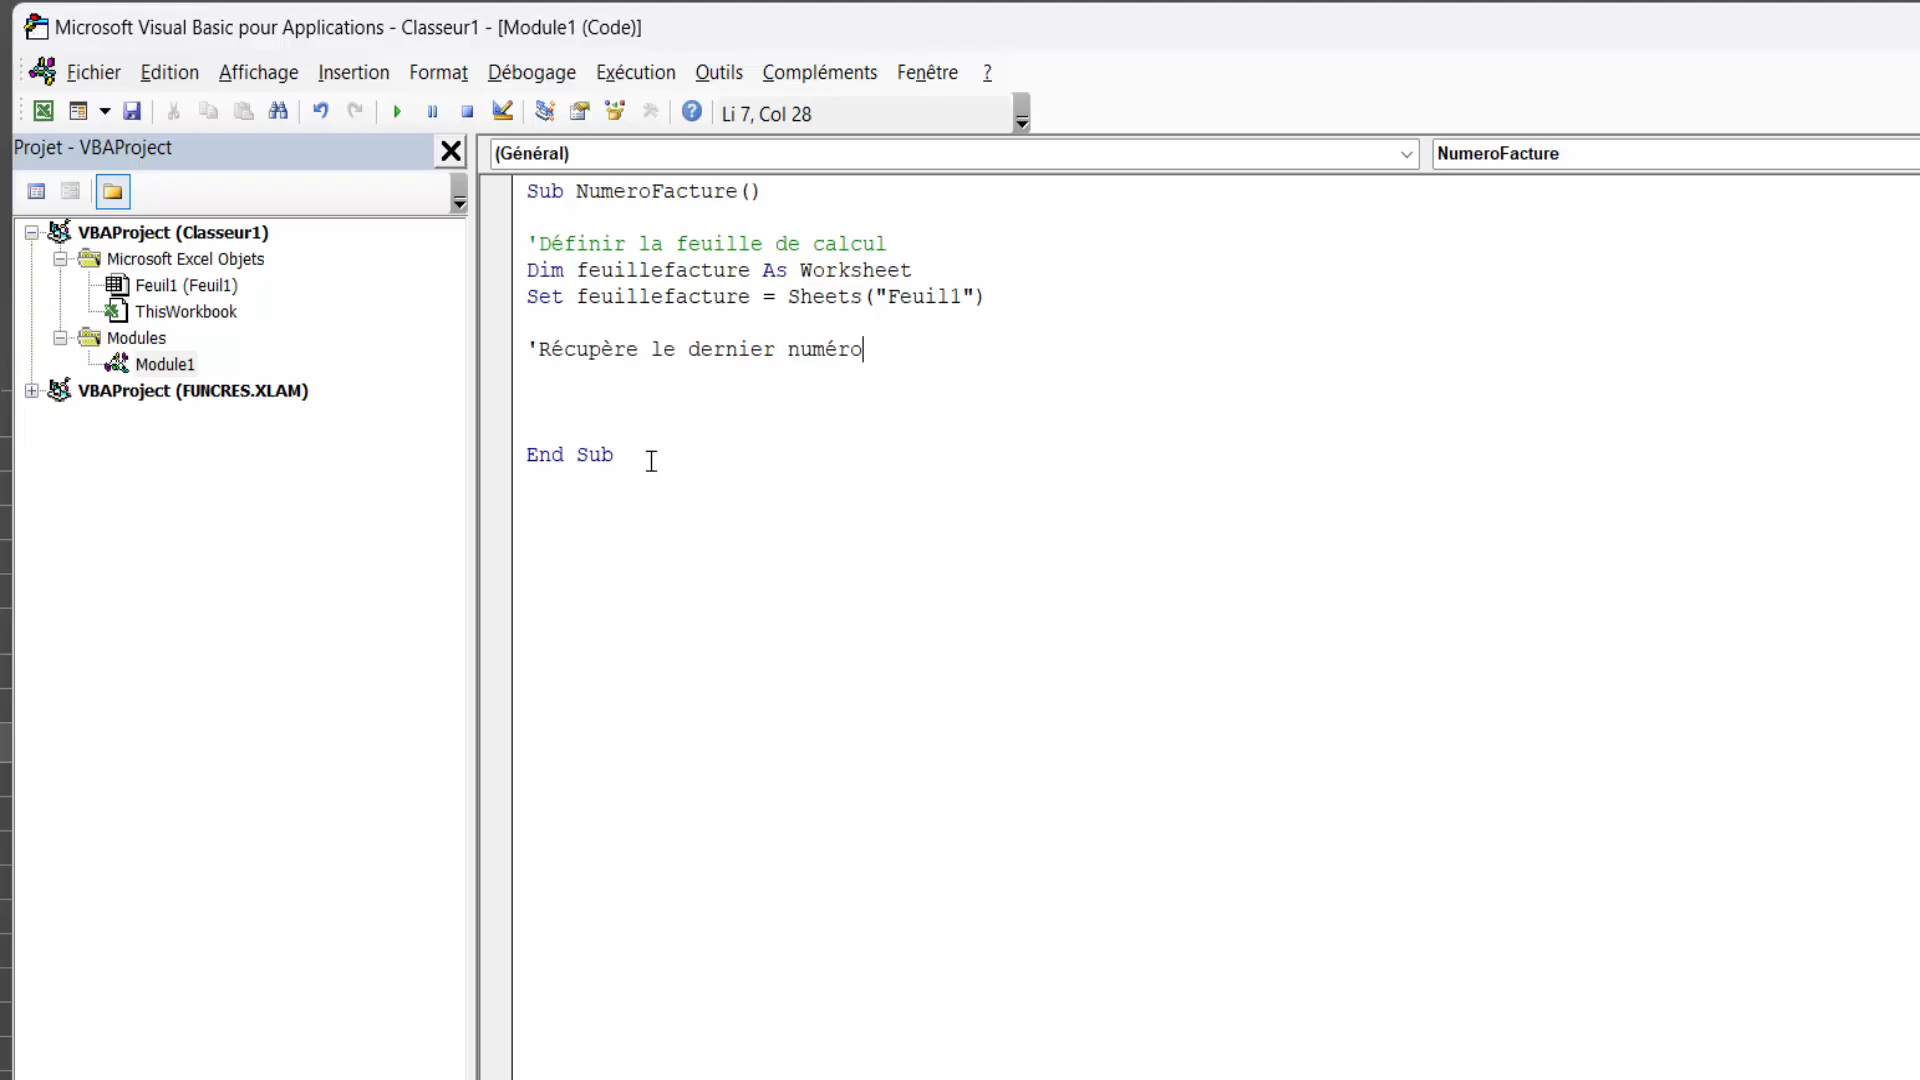 Microsoft Visual Basic pour Applications - Classeur1 - [Module1 (Code)]
Fichier Edition Affichage Insertion Format Débogage Exécution Outils Compléments Fenêtre ?
Li 7, Col 28
Projet - VBAProject
(Général)
NumeroFacture
VBAProject (Classeur1)
Microsoft Excel Objets
Feuil1 (Feuil1)
ThisWorkbook
Modules
Module1
VBAProject (FUNCRES.XLAM)
Sub NumeroFacture()
'Définir la feuille de calcul
Dim feuillefacture As Worksheet
Set feuillefacture = Sheets("Feuil1")
'Récupère le dernier numéro
End Sub